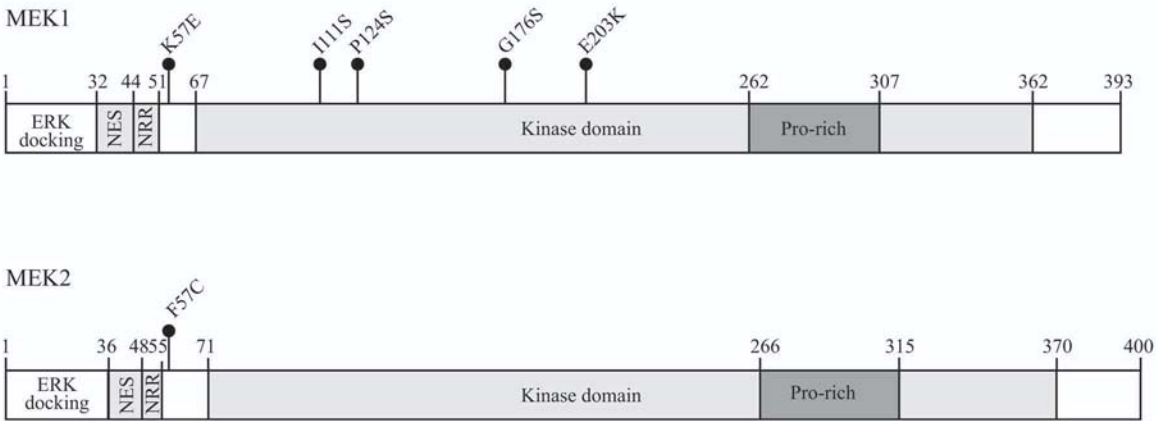 MEK1
K57E
I111S
P124S
G176S
E203K
1 32 44 51 67 262 307 362 393
ERK
docking
NES
NRR
Kinase domain
Pro-rich
MEK2
F57C
1 36 48 55 71 266 315 370 400
ERK
docking
NES
NRR
Kinase domain
Pro-rich